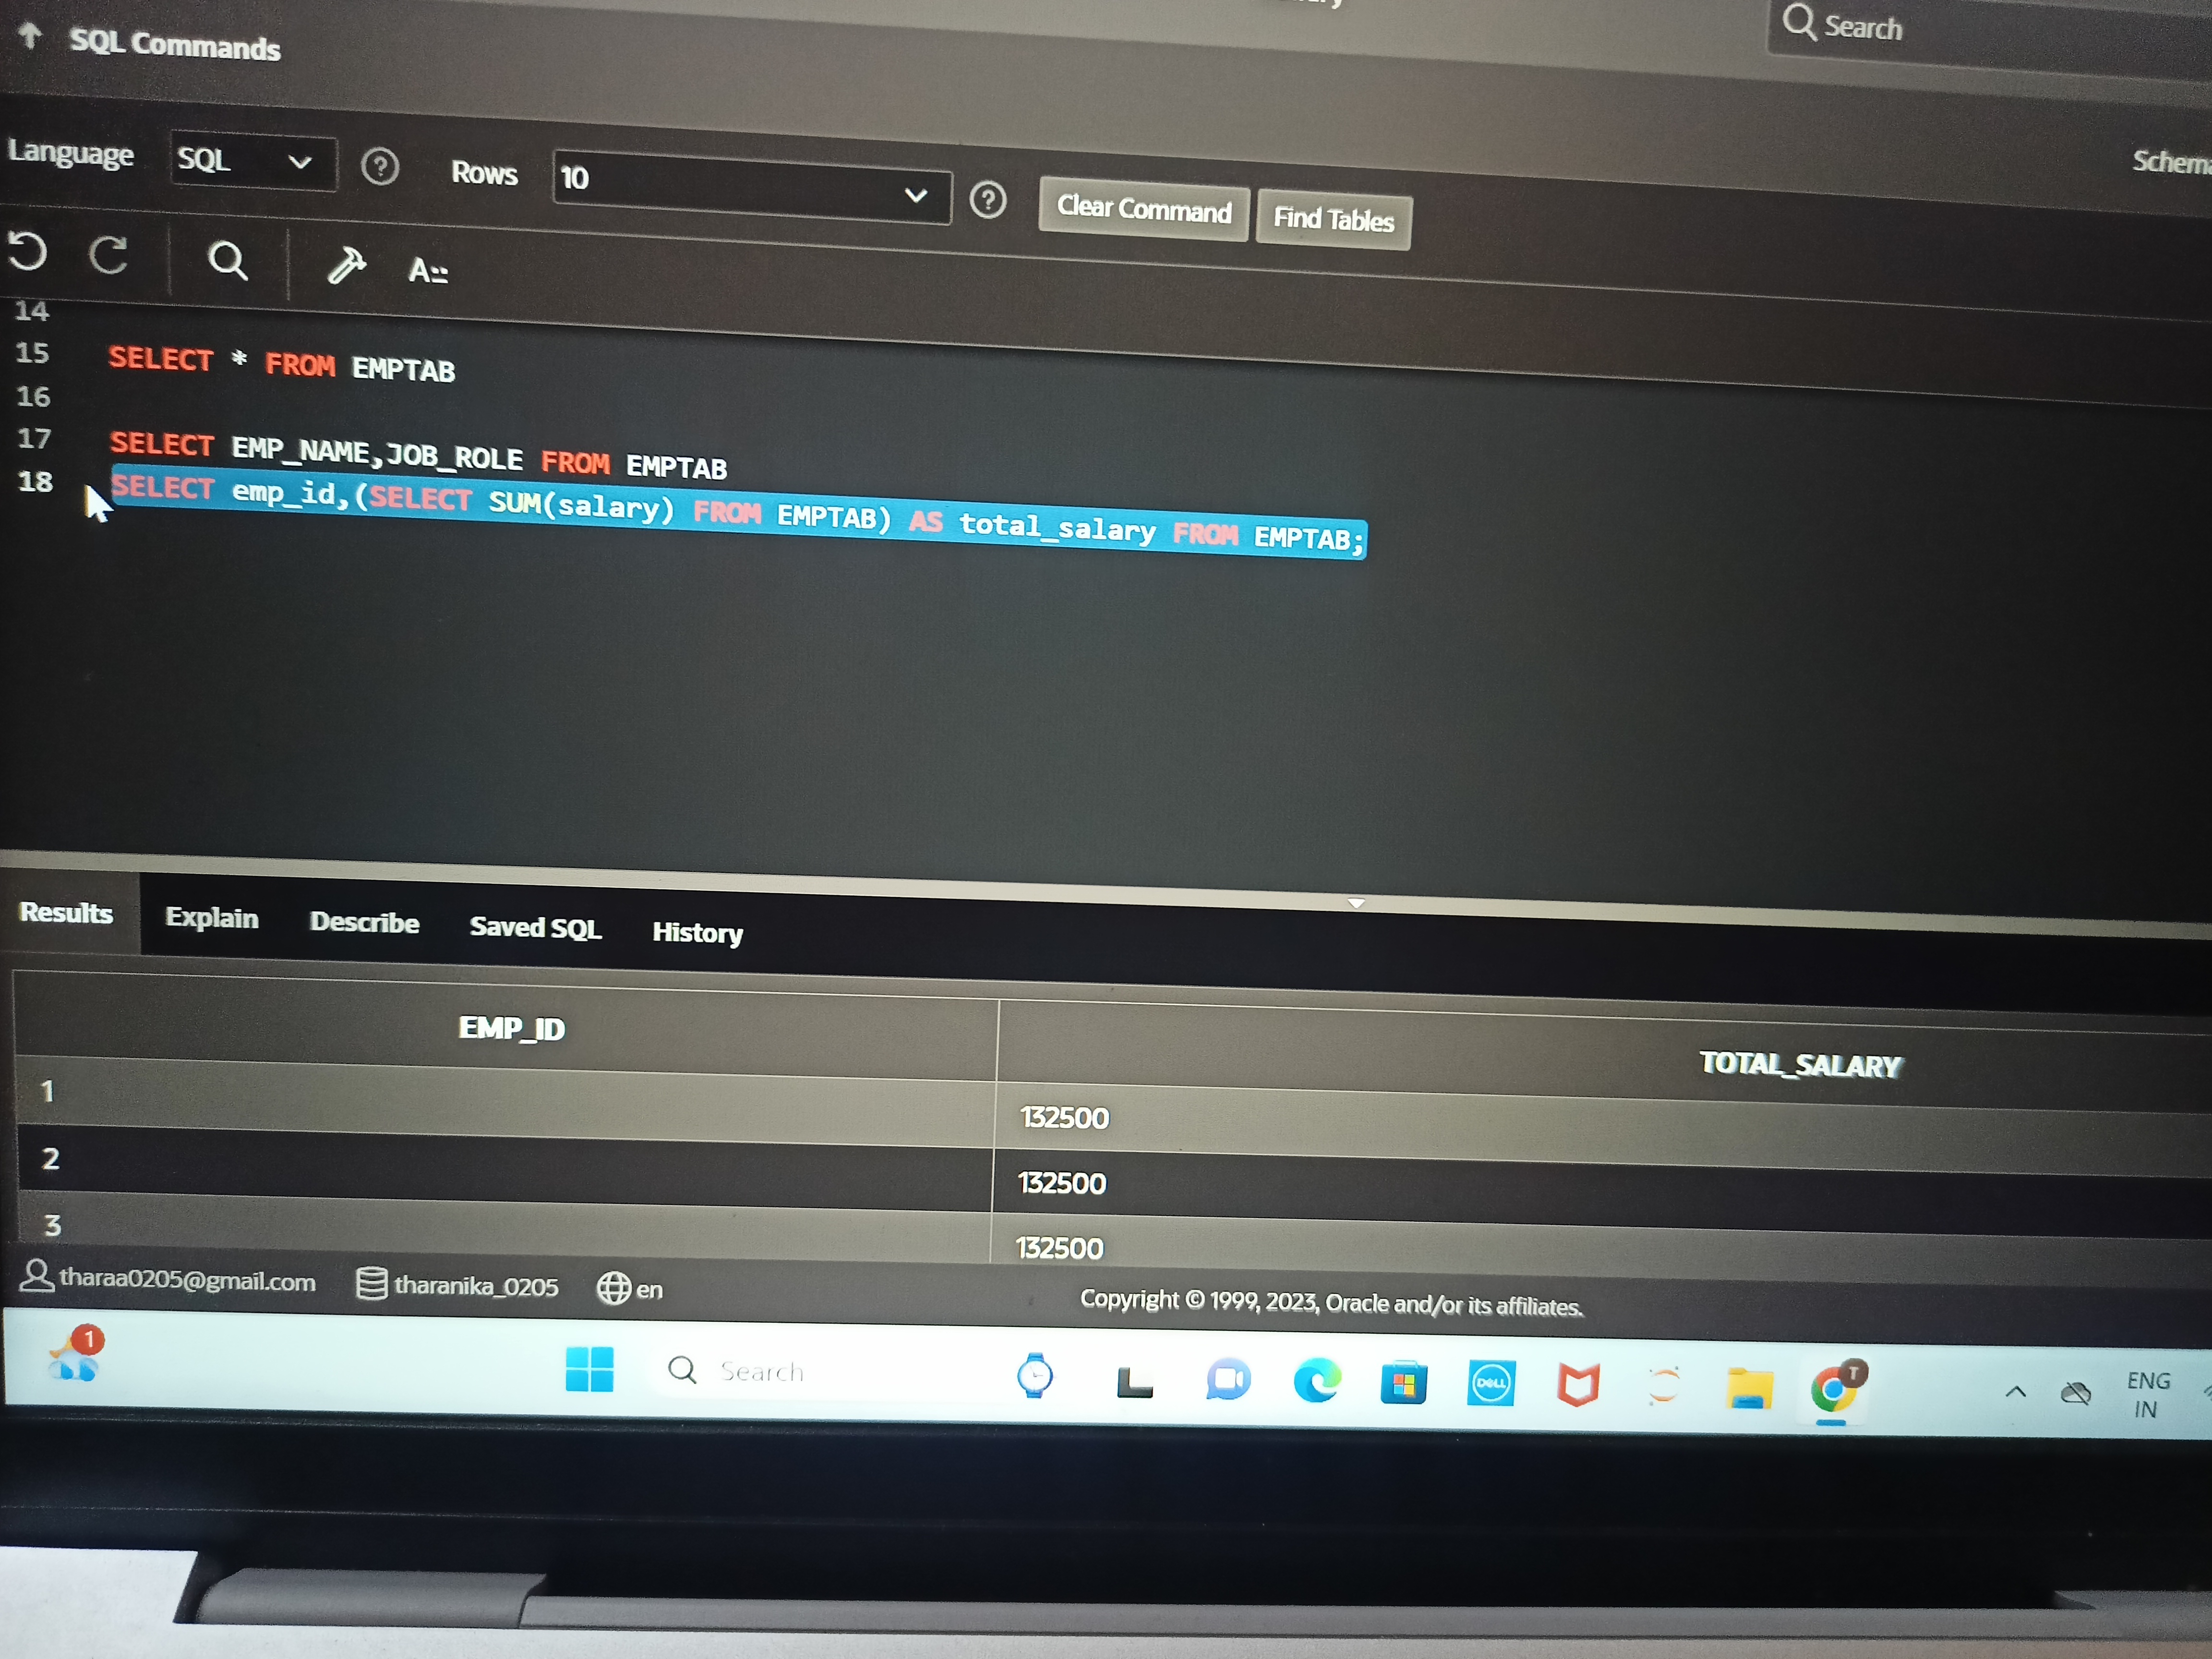 SQL Commands
Search
Language SQL Rows 10 Clear Command Find Tables
Schema
A
14
15 SELECT * FROM EMPTAB
16
17 SELECT EMP_NAME,JOB_ROLE FROM EMPTAB
18 SELECT emp_id,(SELECT SUM(salary) FROM EMPTAB) AS total_salary FROM EMPTAB;
Results Explain Describe Saved SQL History
EMP_ID TOTAL_SALARY
1 132500
2 132500
3 132500
tharaa0205@gmail.com tharanika_0205 en
Copyright © 1999, 2023, Oracle and/or its affiliates.
1
Search
DELL
T
ENG
IN